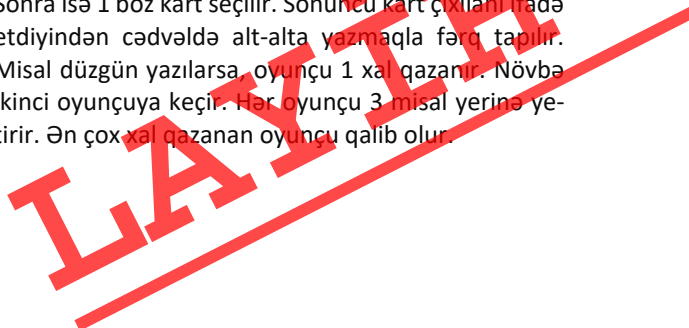 Sonra isə 1 boz kart seçilir. Sonuncu kart çıxılanı ifadə
etdiyindən cədvəldə alt-alta yazmaqla fərq tapılır.
Misal düzgün yazılarsa, oyunçu 1 xal qazanır. Növbə
ikinci oyunçuya keçir. Hər oyunçu 3 misal yerinə ye-
tirir. Ən çox xal qazanan oyunçu qalib olur.
LAYİH